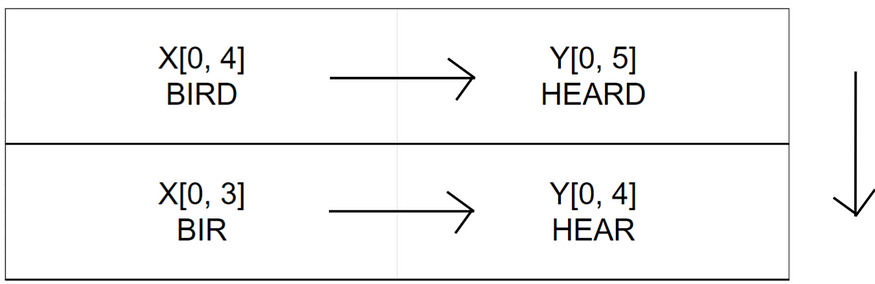 X[0, 4]
BIRD
Y[0, 5]
HEARD
X[0, 3]
BIR
Y[0, 4]
HEAR